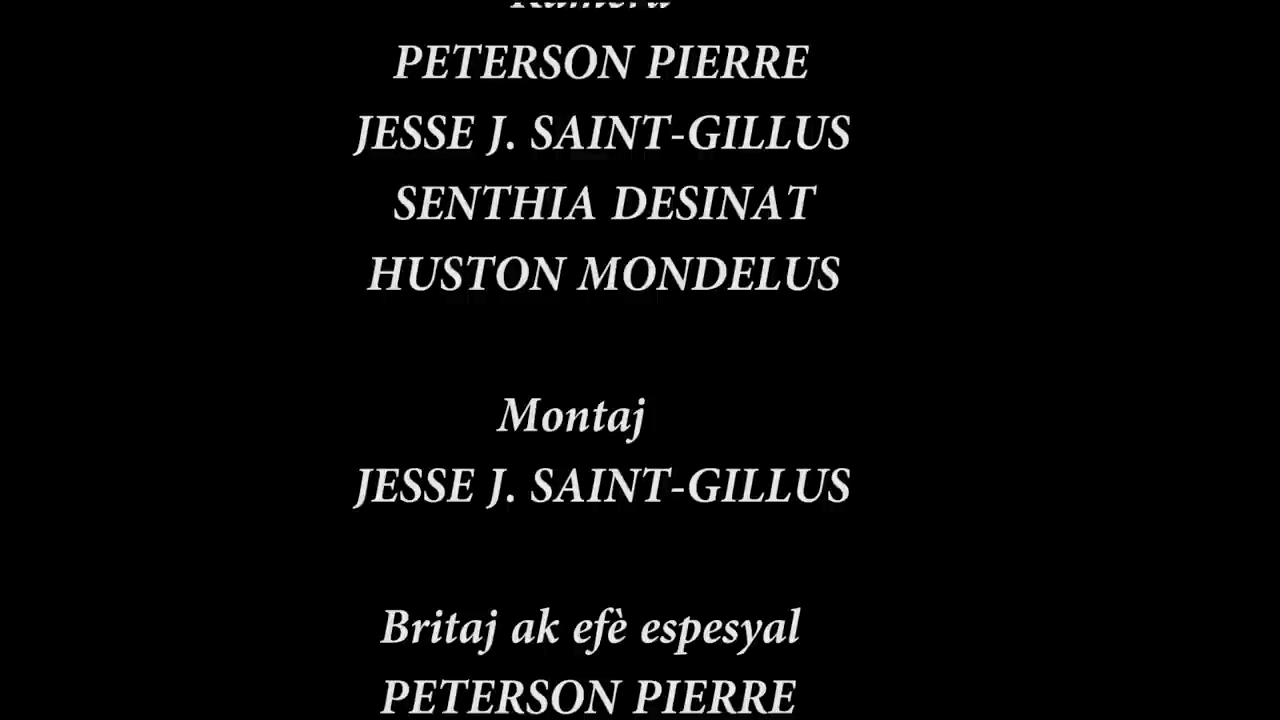 PETERSON PIERRE
JESSE J. SAINT-GILLUS
SENTHIA DESINAT
HUSTON MONDELUS
Montaj
JESSE J. SAINT-GILLUS
Britaj ak efè espesyal
PETERSON PIERRE